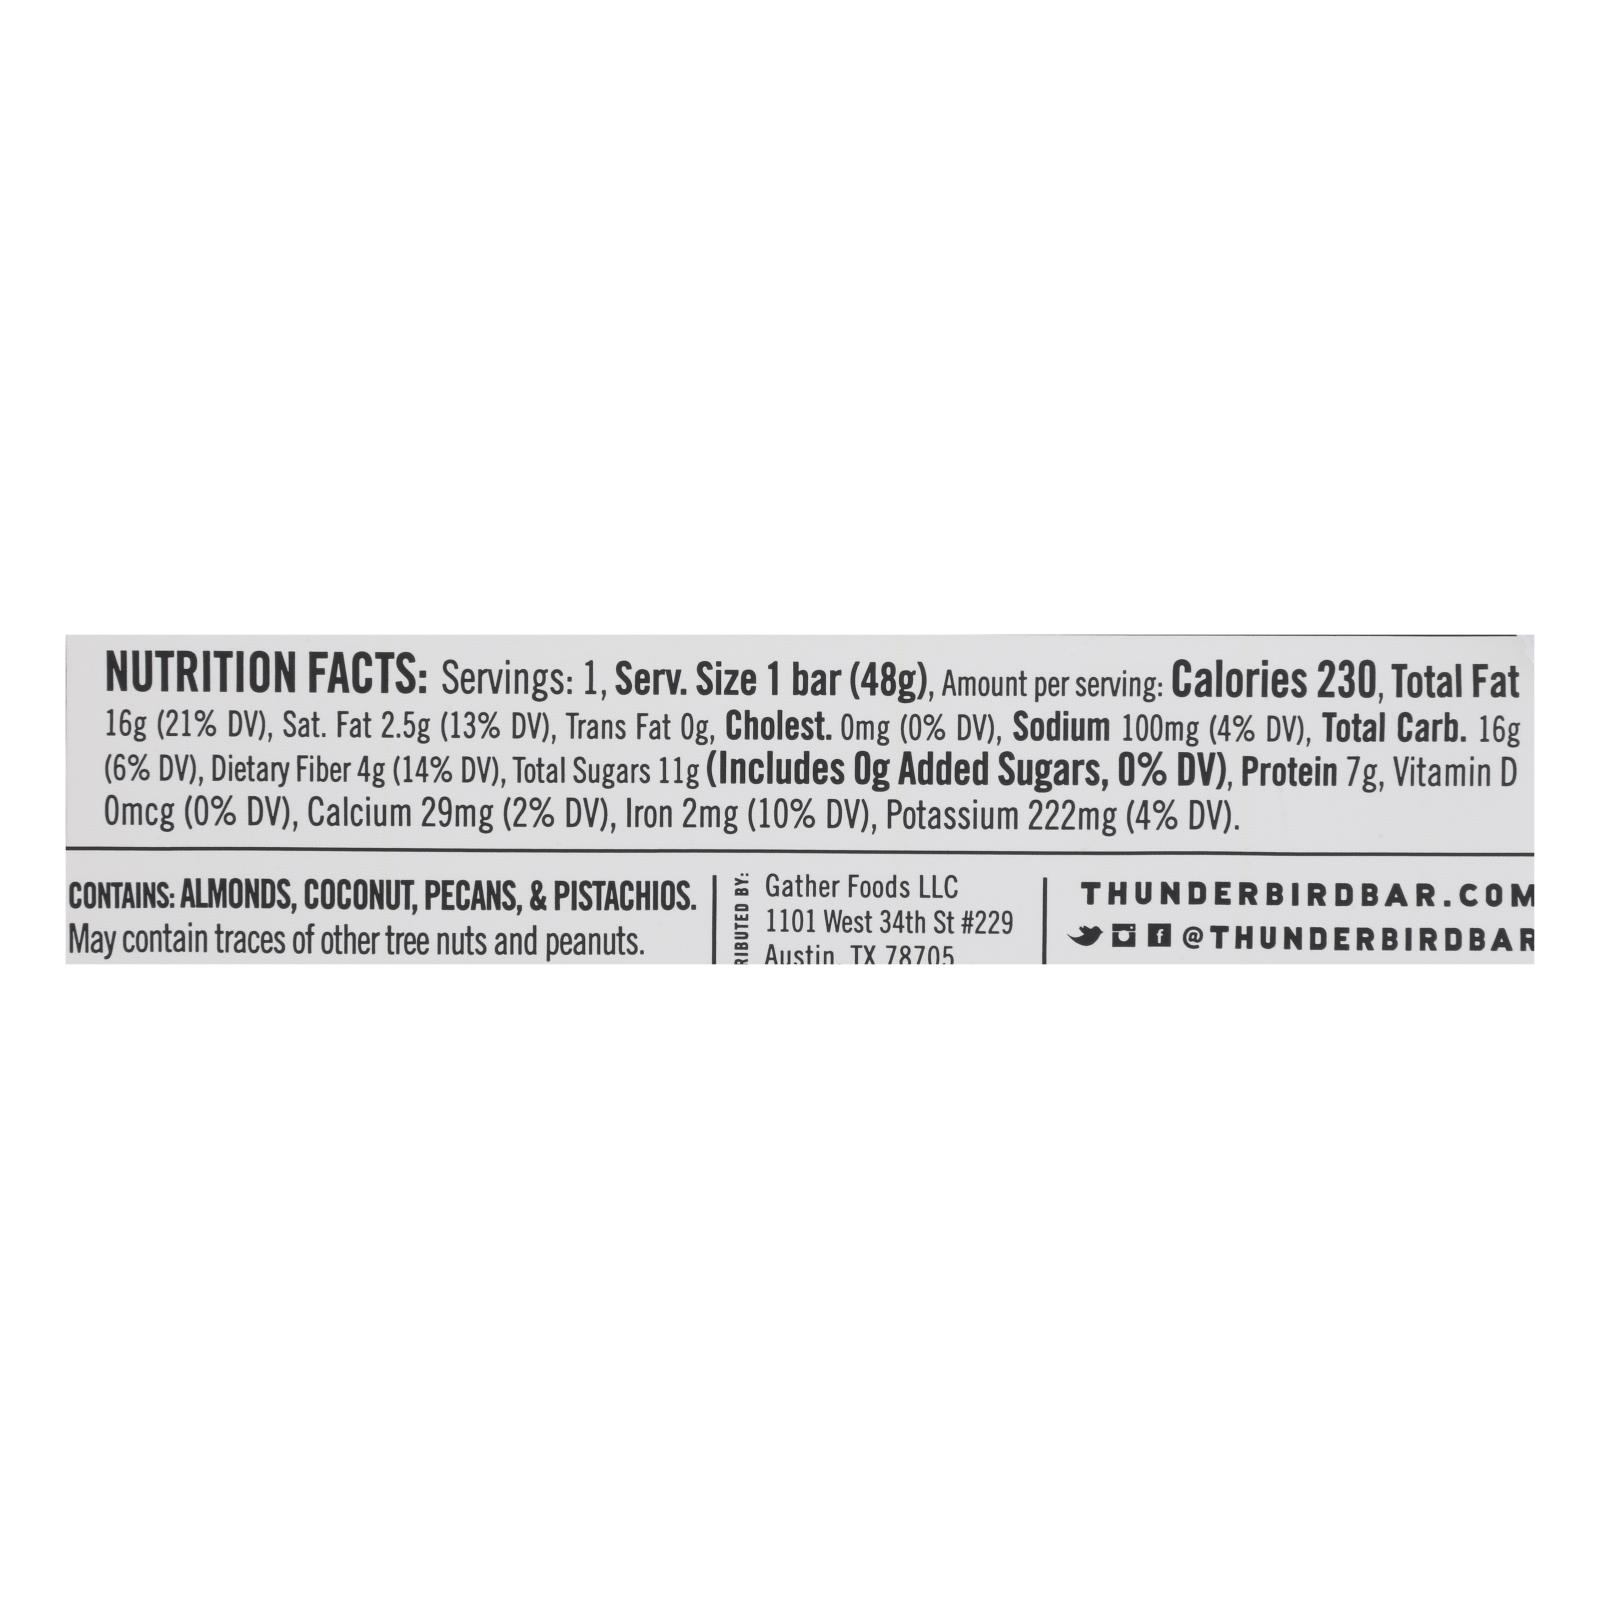 NUTRITION FACTS: Servings: 1, Serv. Size 1 bar (48g), Amount per serving: Calories 230, Total Fat
16g (21% DV), Sat. Fat 2.5g (13% DV), Trans Fat 0g, Cholest. 0mg (0% DV), Sodium 100mg (4% DV), Total Carb. 16g
(6% DV), Dietary Fiber 4g (14% DV), Total Sugars 11g (Includes 0g Added Sugars, 0% DV), Protein 7g, Vitamin D
0mcg (0% DV), Calcium 29mg (2% DV), Iron 2mg (10% DV), Potassium 222mg (4% DV).
CONTAINS: ALMONDS, COCONUT, PECANS, & PISTACHIOS.
May contain traces of other tree nuts and peanuts.
RIBUTED BY:
Gather Foods LLC
1101 West 34th St #229
Austin, TX 78705
THUNDERBIRDBAR.COM
@THUNDERBIRDBAR